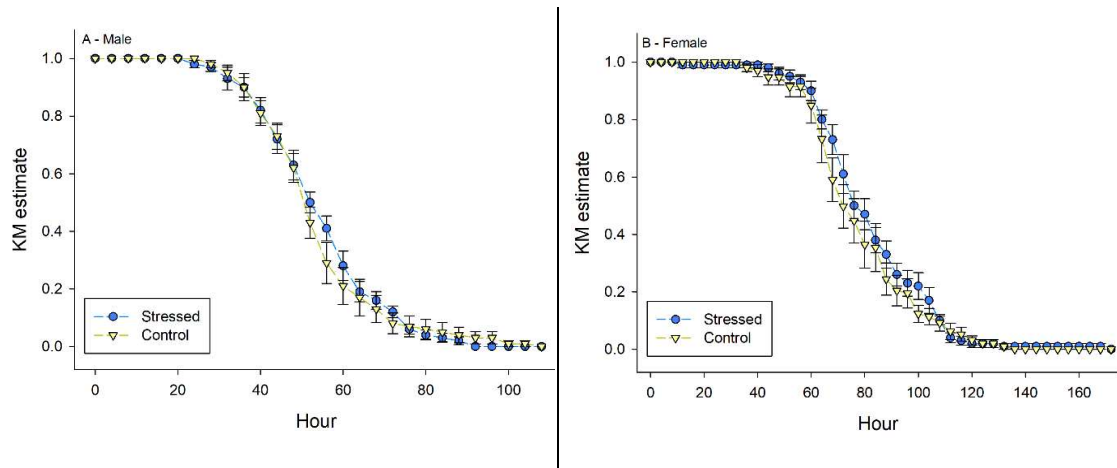 A - Male
1.0
0.8
0.6
0.4
0.2
0.0
KM estimate
Stressed
Control
0 20 40 60 80 100
Hour
B - Female
1.0
0.8
0.6
0.4
0.2
0.0
KM estimate
Stressed
Control
0 20 40 60 80 100 120 140 160
Hour